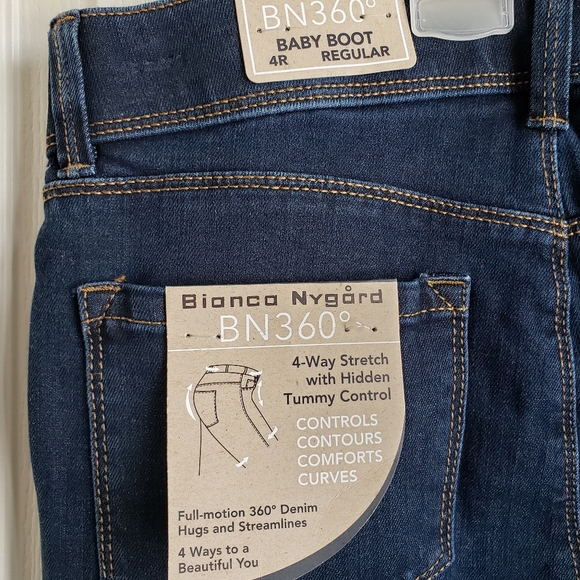 BN360°
BABY BOOT
4R REGULAR
Bianca Nygård
BN360°
4-Way Stretch
with Hidden
Tummy Control
CONTROLS
CONTOURS
COMFORTS
CURVES
Full-motion 360° Denim
Hugs and Streamlines
4 Ways to a
Beautiful You